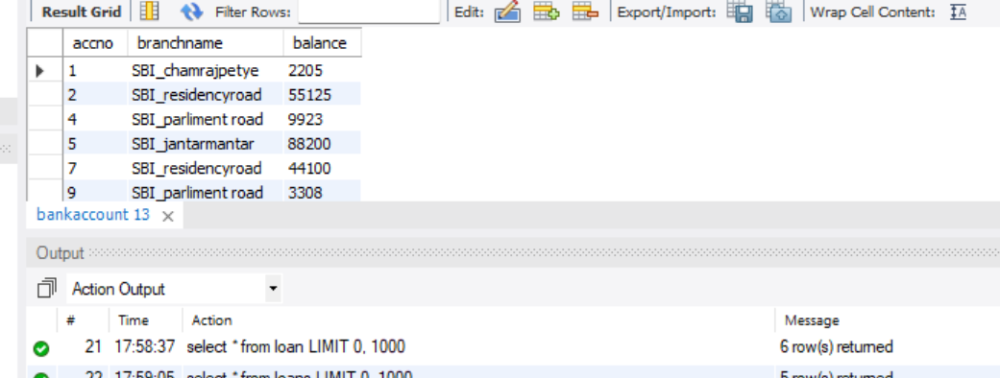 Result Grid Filter Rows: Edit: Export/Import: Wrap Cell Content: IA
accno branchname balance
1 SBI_chamrajpetye 2205
2 SBI_residencyroad 55125
4 SBI_parliment road 9923
5 SBI_jantarmantar 88200
7 SBI_residencyroad 44100
9 SBI_parliment road 3308
bankaccount 13 ×
Output
Action Output
# Time Action Message
21 17:58:37 select * from loan LIMIT 0, 1000 6 row(s) returned
22 17:59:05 select * from loans LIMIT 0, 1000 5 row(s) returned